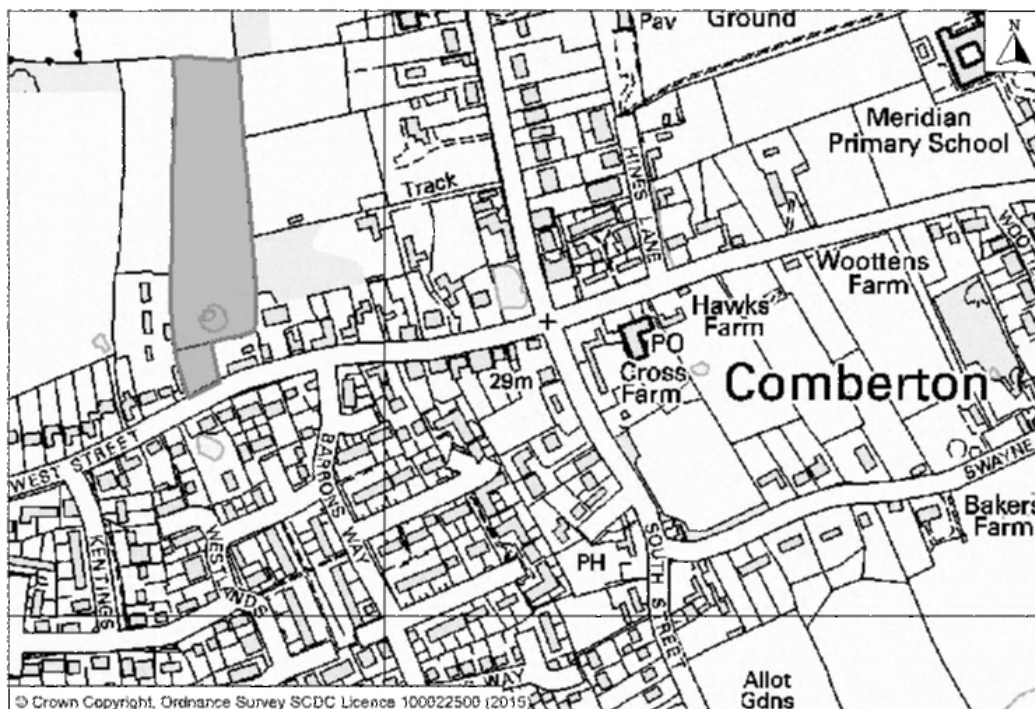 Pav
Ground
N
Meridian
Primary School
HINES LANE
Track
Woottens
Farm
Hawks
Farm
PO
Cross
Farm
29m
Comberton
WEST STREET
BARRONS WAY
SWAYNE
Bakers
Farm
KENTINGS
WESTLANDS
PH
SOUTH STREET
WAY
Allot
Gdns
© Crown Copyright, Ordnance Survey SCDC Licence 100022500 (2015)